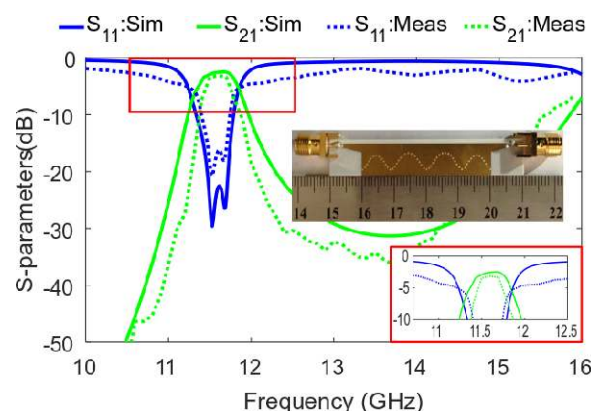 S11:Sim S21:Sim S11:Meas S21:Meas
0
-10
-20
-30
-40
-50
S-parameters(dB)
14 15 16 17 18 19 20 21 22
0
-5
-10
11 11.5 12 12.5
10 11 12 13 14 15 16
Frequency (GHz)